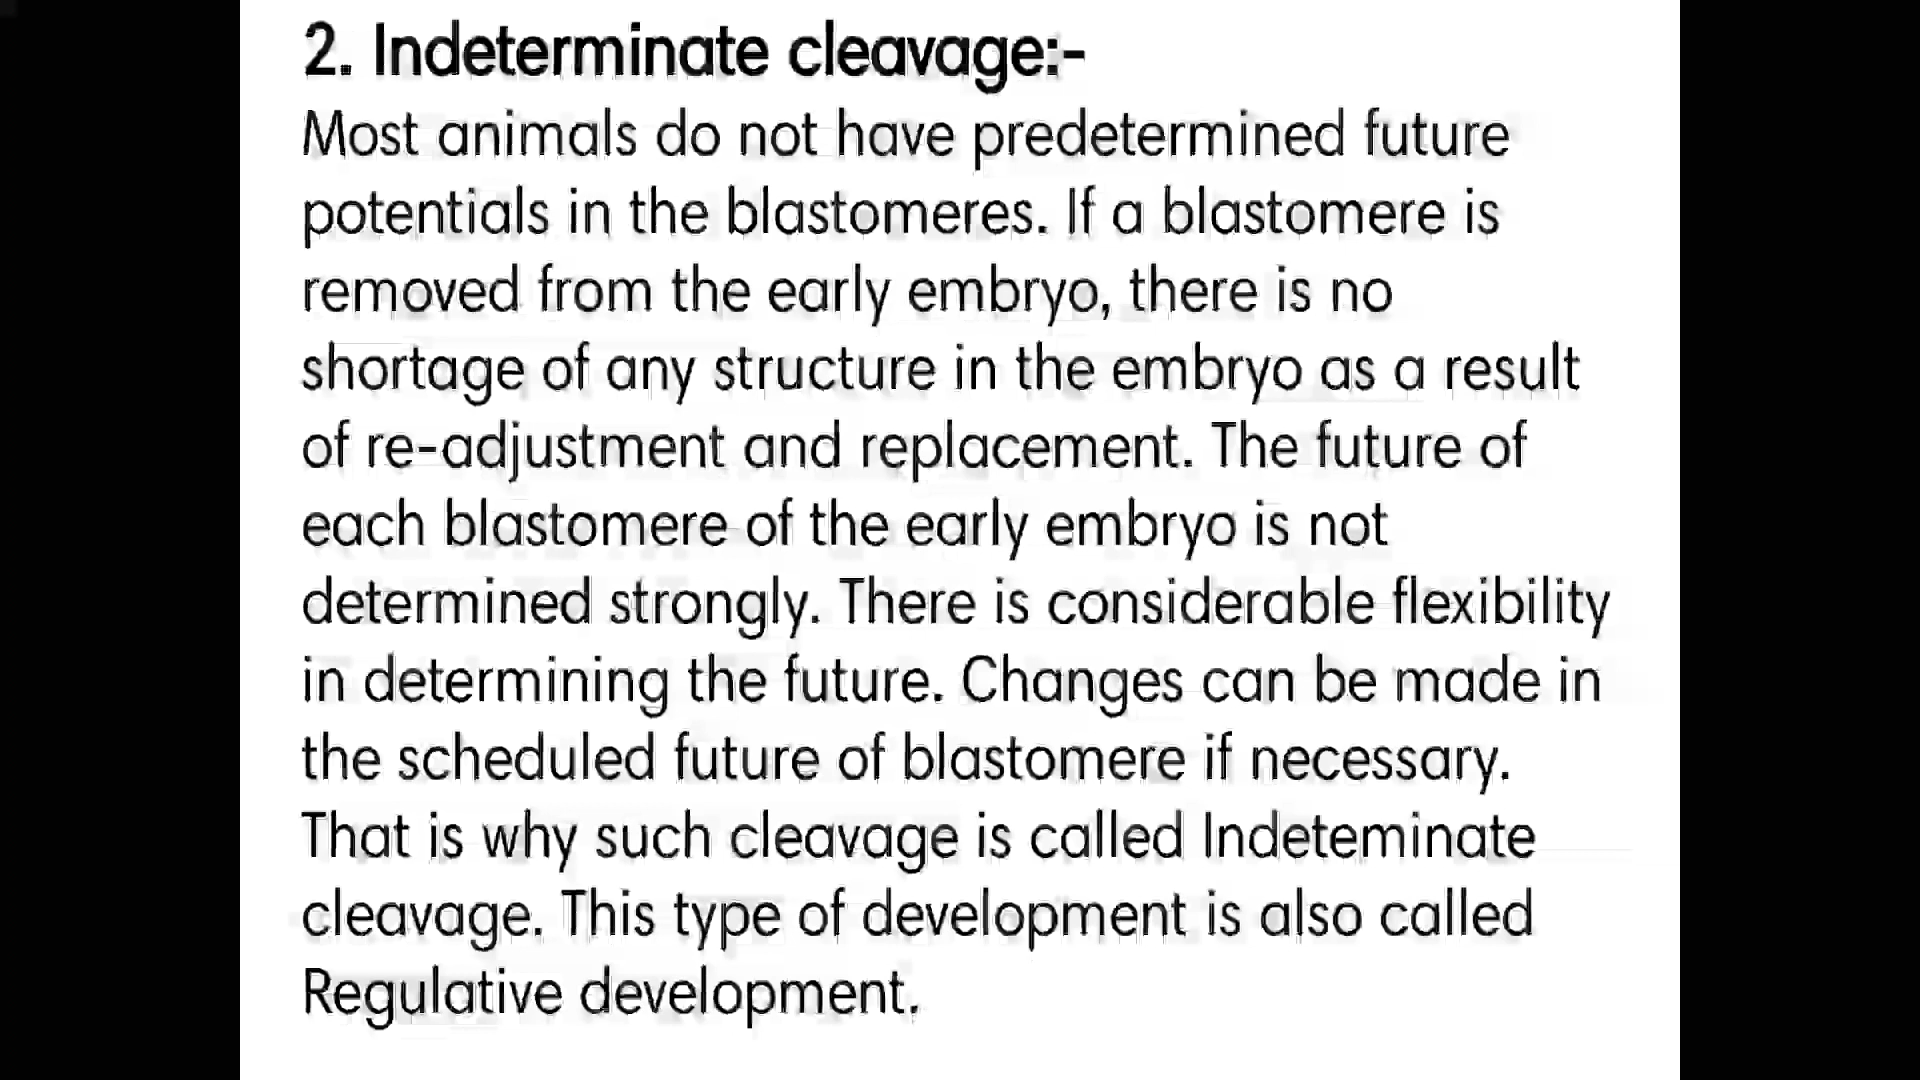 2. Indeterminate cleavage:-
Most animals do not have predetermined future
potentials in the blastomeres. If a blastomere is
removed from the early embryo, there is no
shortage of any structure in the embryo as a result
of re-adjustment and replacement. The future of
each blastomere of the early embryo is not
determined strongly. There is considerable flexibility
in determining the future. Changes can be made in
the scheduled future of blastomere if necessary.
That is why such cleavage is called Indeteminate
cleavage. This type of development is also called
Regulative development.